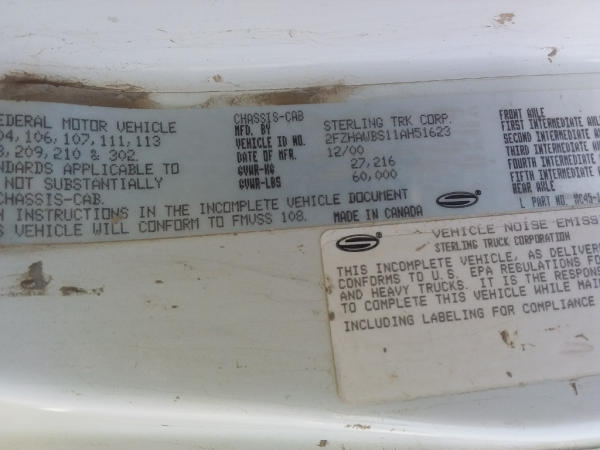 FEDERAL MOTOR VEHICLE
04, 106, 107, 111, 113
209, 210 & 302.
STANDARDS APPLICABLE TO
NOT SUBSTANTIALLY
CHASSIS-CAB.
INSTRUCTIONS IN THE INCOMPLETE VEHICLE DOCUMENT
VEHICLE WILL CONFORM TO FMVSS 108.
CHASSIS-CAB
MFD. BY STERLING TRK CORP.
VEHICLE ID NO. 2FZHAWBS11AH51623
DATE OF MFR. 12/00
GVWR-KG 27,216
GVWR-LBS 60,000
MADE IN CANADA
FRONT AXLE
FIRST INTERMEDIATE
SECOND INTERMEDIATE
THIRD INTERMEDIATE
FOURTH INTERMEDIATE
FIFTH INTERMEDIATE
REAR AXLE
L PART NO.
VEHICLE NOISE EMISS
STERLING TRUCK CORPORATION
THIS INCOMPLETE VEHICLE, AS DELIVER
CONFORMS TO U.S. EPA REGULATIONS FO
AND HEAVY TRUCKS. IT IS THE RESPONS
TO COMPLETE THIS VEHICLE WHILE MAIN
INCLUDING LABELING FOR COMPLIANCE